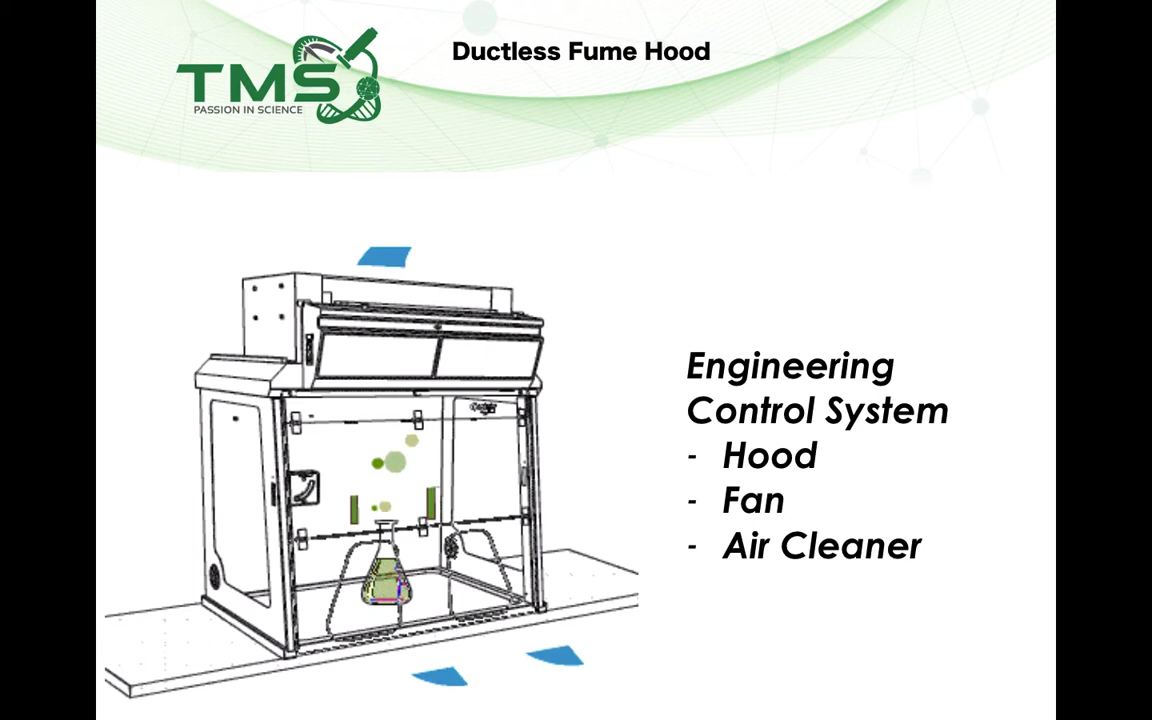 TMS
PASSION IN SCIENCE
Ductless Fume Hood
Engineering
Control System
- Hood
- Fan
- Air Cleaner